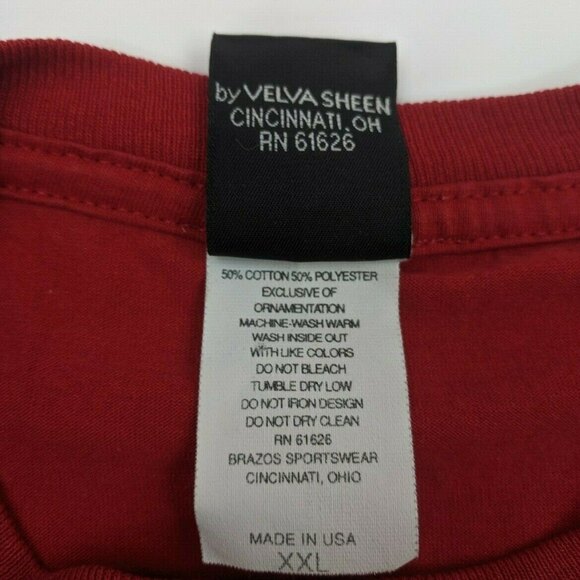 by VELVA SHEEN
CINCINNATI, OH
RN 61626
50% COTTON 50% POLYESTER
EXCLUSIVE OF
ORNAMENTATION
MACHINE-WASH WARM
WASH INSIDE OUT
WITH LIKE COLORS
DO NOT BLEACH
TUMBLE DRY LOW
DO NOT IRON DESIGN
DO NOT DRY CLEAN
RN 61626
BRAZOS SPORTSWEAR
CINCINNATI, OHIO
MADE IN USA
XXL